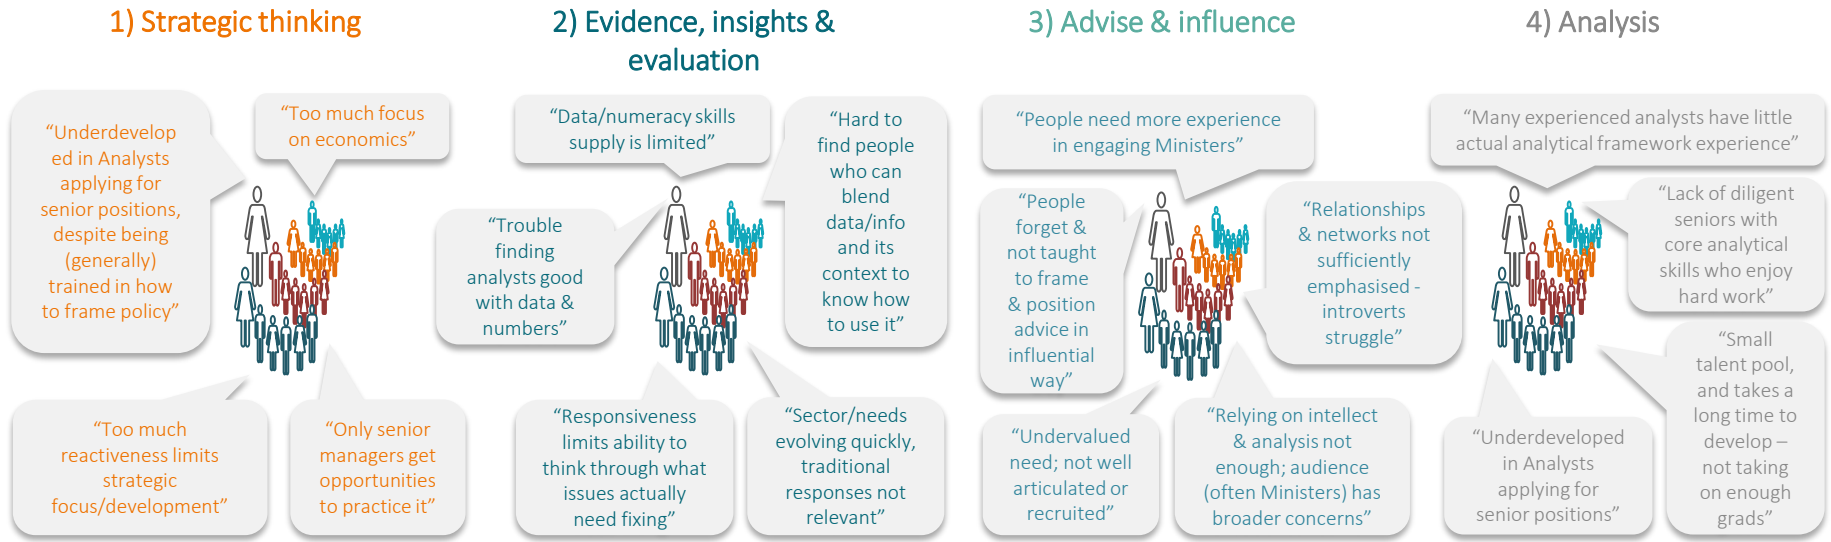 1) Strategic thinking
“Underdevelop
ed in Analysts
applying for
senior positions,
despite being
(generally)
trained in how
to frame policy”
“Too much focus
on economics”
“Too much
reactiveness limits
strategic
focus/development”
“Only senior
managers get
opportunities
to practice it”
2) Evidence, insights &
evaluation
“Data/numeracy skills
supply is limited”
“Hard to
find people
who can
blend
data/info
and its
context to
know how
to use it”
“Trouble
finding
analysts good
with data &
numbers”
“Responsiveness
limits ability to
think through what
issues actually
need fixing”
“Sector/needs
evolving quickly,
traditional
responses not
relevant”
3) Advise & influence
“People need more experience
in engaging Ministers”
“People
forget &
not taught
to frame
& position
advice in
influential
way”
“Relationships
& networks not
sufficiently
emphasised -
introverts
struggle”
“Undervalued
need; not well
articulated or
recruited”
“Relying on intellect
& analysis not
enough; audience
(often Ministers) has
broader concerns”
4) Analysis
“Many experienced analysts have little
actual analytical framework experience”
“Lack of diligent
seniors with
core analytical
skills who enjoy
hard work”
“Underdeveloped
in Analysts
applying for
senior positions”
“Small
talent pool,
and takes a
long time to
develop –
not taking
on enough
grads”